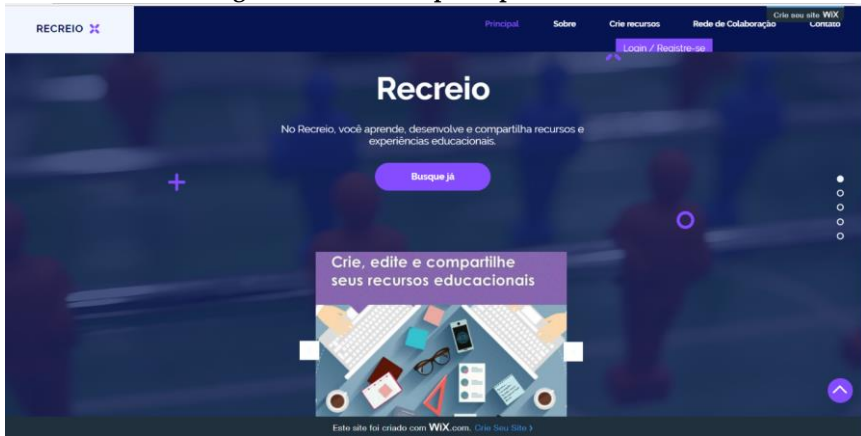 RECREIO
Principal
Sobre
Crie recursos
Rede de Colaboração
Contato
Crie seu site WiX
Login / Registre-se
Recreio
No Recreio, você aprende, desenvolve e compartilha recursos e
experiências educacionais.
Busque já
Crie, edite e compartilhe
seus recursos educacionais
Este site foi criado com WiX.com. Crie Seu Site >